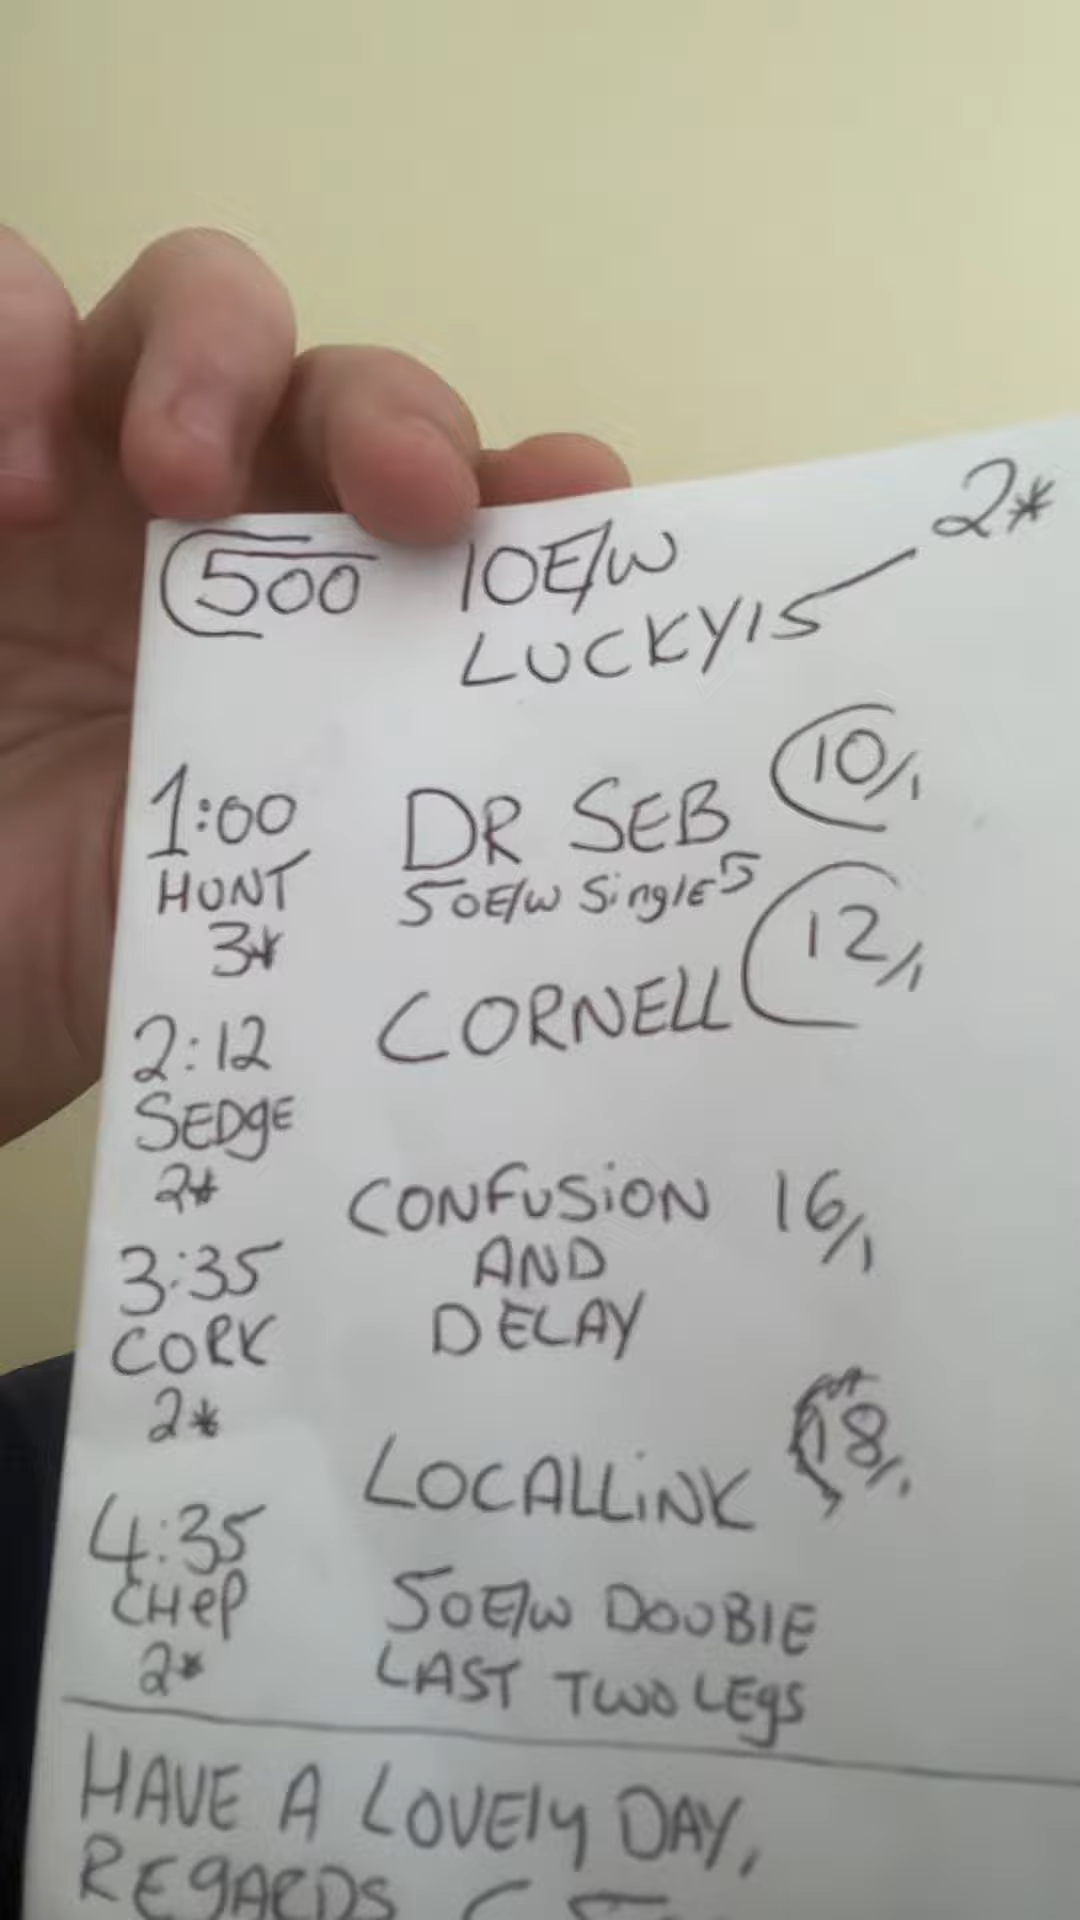 500 10E/W 2*
LUCKY15
1:00 DR SEB 10/1
HUNT 50E/W SinglES
3*
2:12 CORNELL 12/1
SEDgE
2*
3:35 CONFUSiON 16/1
CORK AND
2* DELAY
4:35 LOCALLiNK 18/1
CHeP 50E/W DOUBlE
2* LAST TWO LEgS
HAVE A LOVElY DAY,
REgARDS